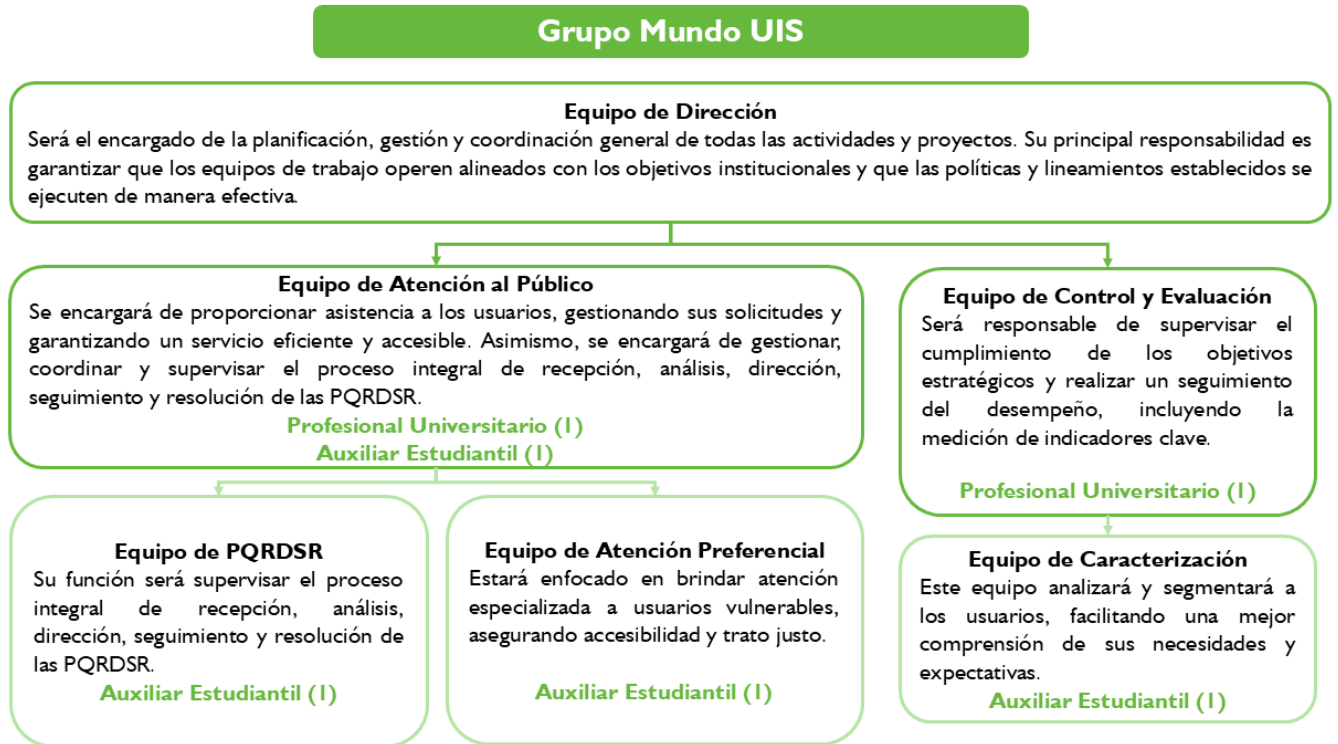 Grupo Mundo UIS
Equipo de Dirección
Será el encargado de la planificación, gestión y coordinación general de todas las actividades y proyectos. Su principal responsabilidad es
garantizar que los equipos de trabajo operen alineados con los objetivos institucionales y que las políticas y lineamientos establecidos se
ejecuten de manera efectiva.
Equipo de Atención al Público
Se encargará de proporcionar asistencia a los usuarios, gestionando sus solicitudes y
garantizando un servicio eficiente y accesible. Asimismo, se encargará de gestionar,
coordinar y supervisar el proceso integral de recepción, análisis, dirección,
seguimiento y resolución de las PQRDSR.
Profesional Universitario (1)
Auxiliar Estudiantil (1)
Equipo de Control y Evaluación
Será responsable de supervisar el
cumplimiento de los objetivos
estratégicos y realizar un seguimiento
del desempeño, incluyendo la
medición de indicadores clave.
Profesional Universitario (1)
Equipo de PQRDSR
Su función será supervisar el proceso
integral de recepción, análisis,
dirección, seguimiento y resolución de
las PQRDSR.
Auxiliar Estudiantil (1)
Equipo de Atención Preferencial
Estará enfocado en brindar atención
especializada a usuarios vulnerables,
asegurando accesibilidad y trato justo.
Auxiliar Estudiantil (1)
Equipo de Caracterización
Este equipo analizará y segmentará a
los usuarios, facilitando una mejor
comprensión de sus necesidades y
expectativas.
Auxiliar Estudiantil (1)